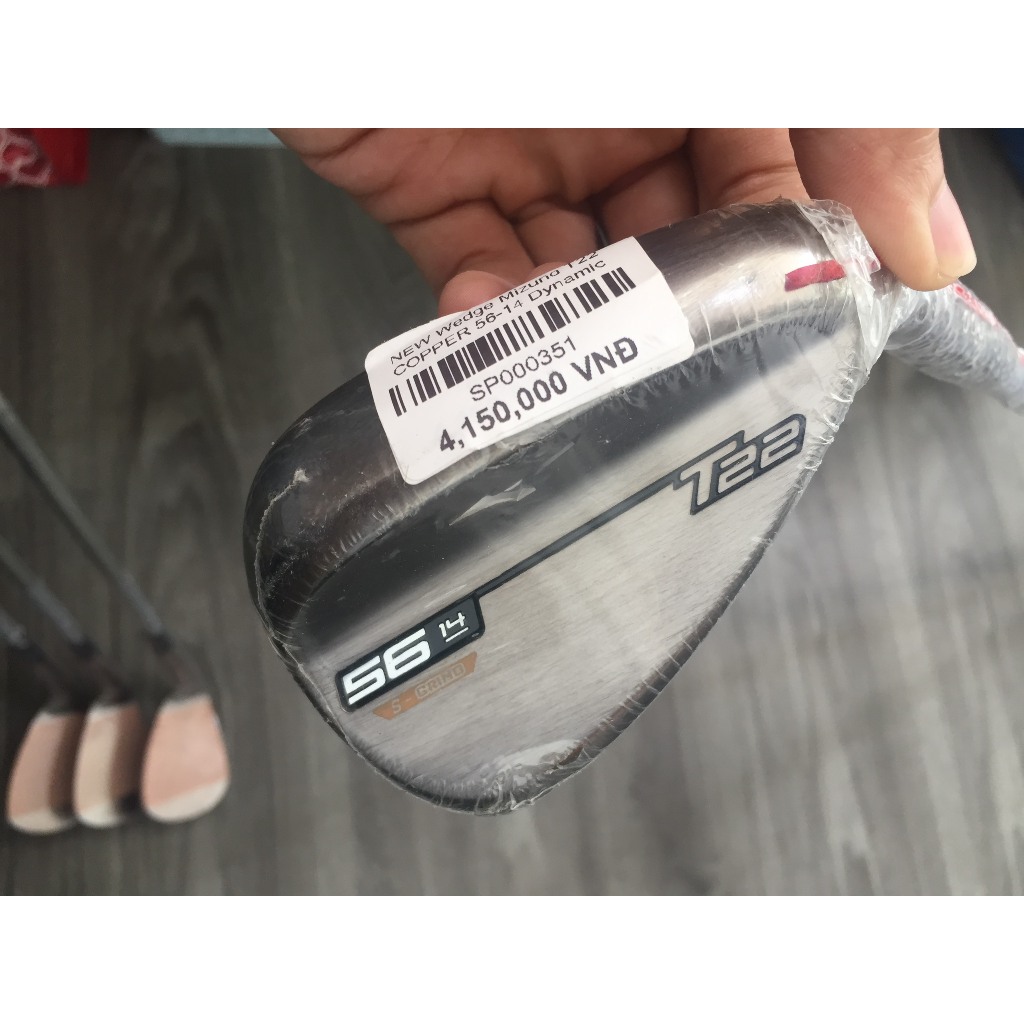 NEW Wedge Mizuno T22
COPPER 56-14 Dynamic
SP000351
4,150,000 VNĐ
T22
56 14
S - GRIND